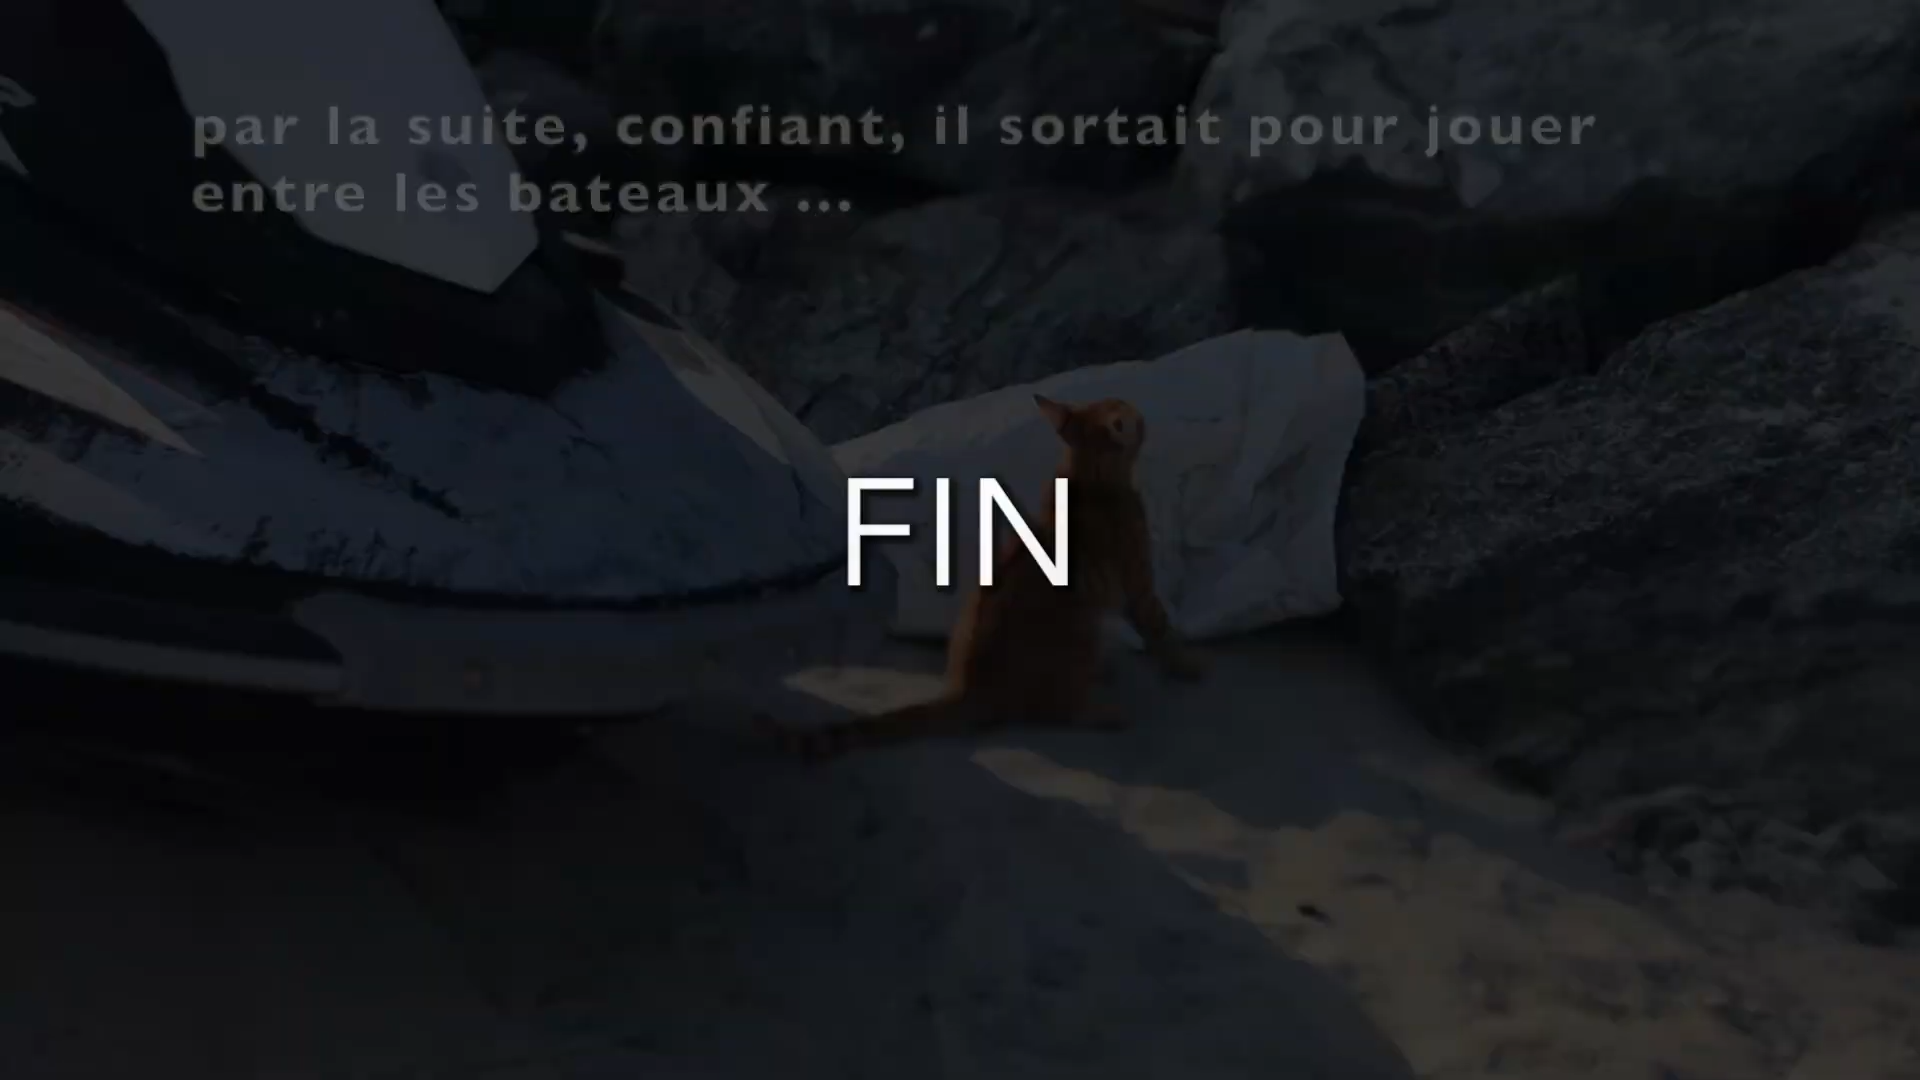 par la suite, confiant, il sortait pour jouer
entre les bateaux ...
FIN